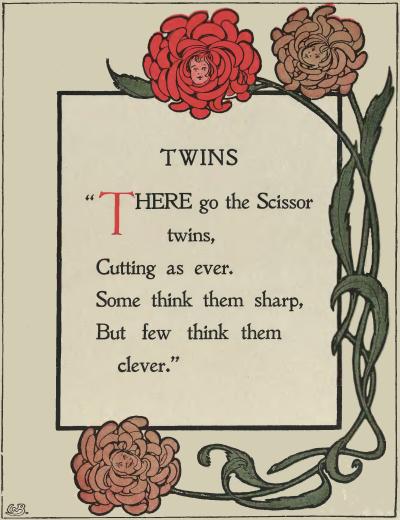 TWINS
“THERE go the Scissor
twins,
Cutting as ever.
Some think them sharp,
But few think them
clever.”